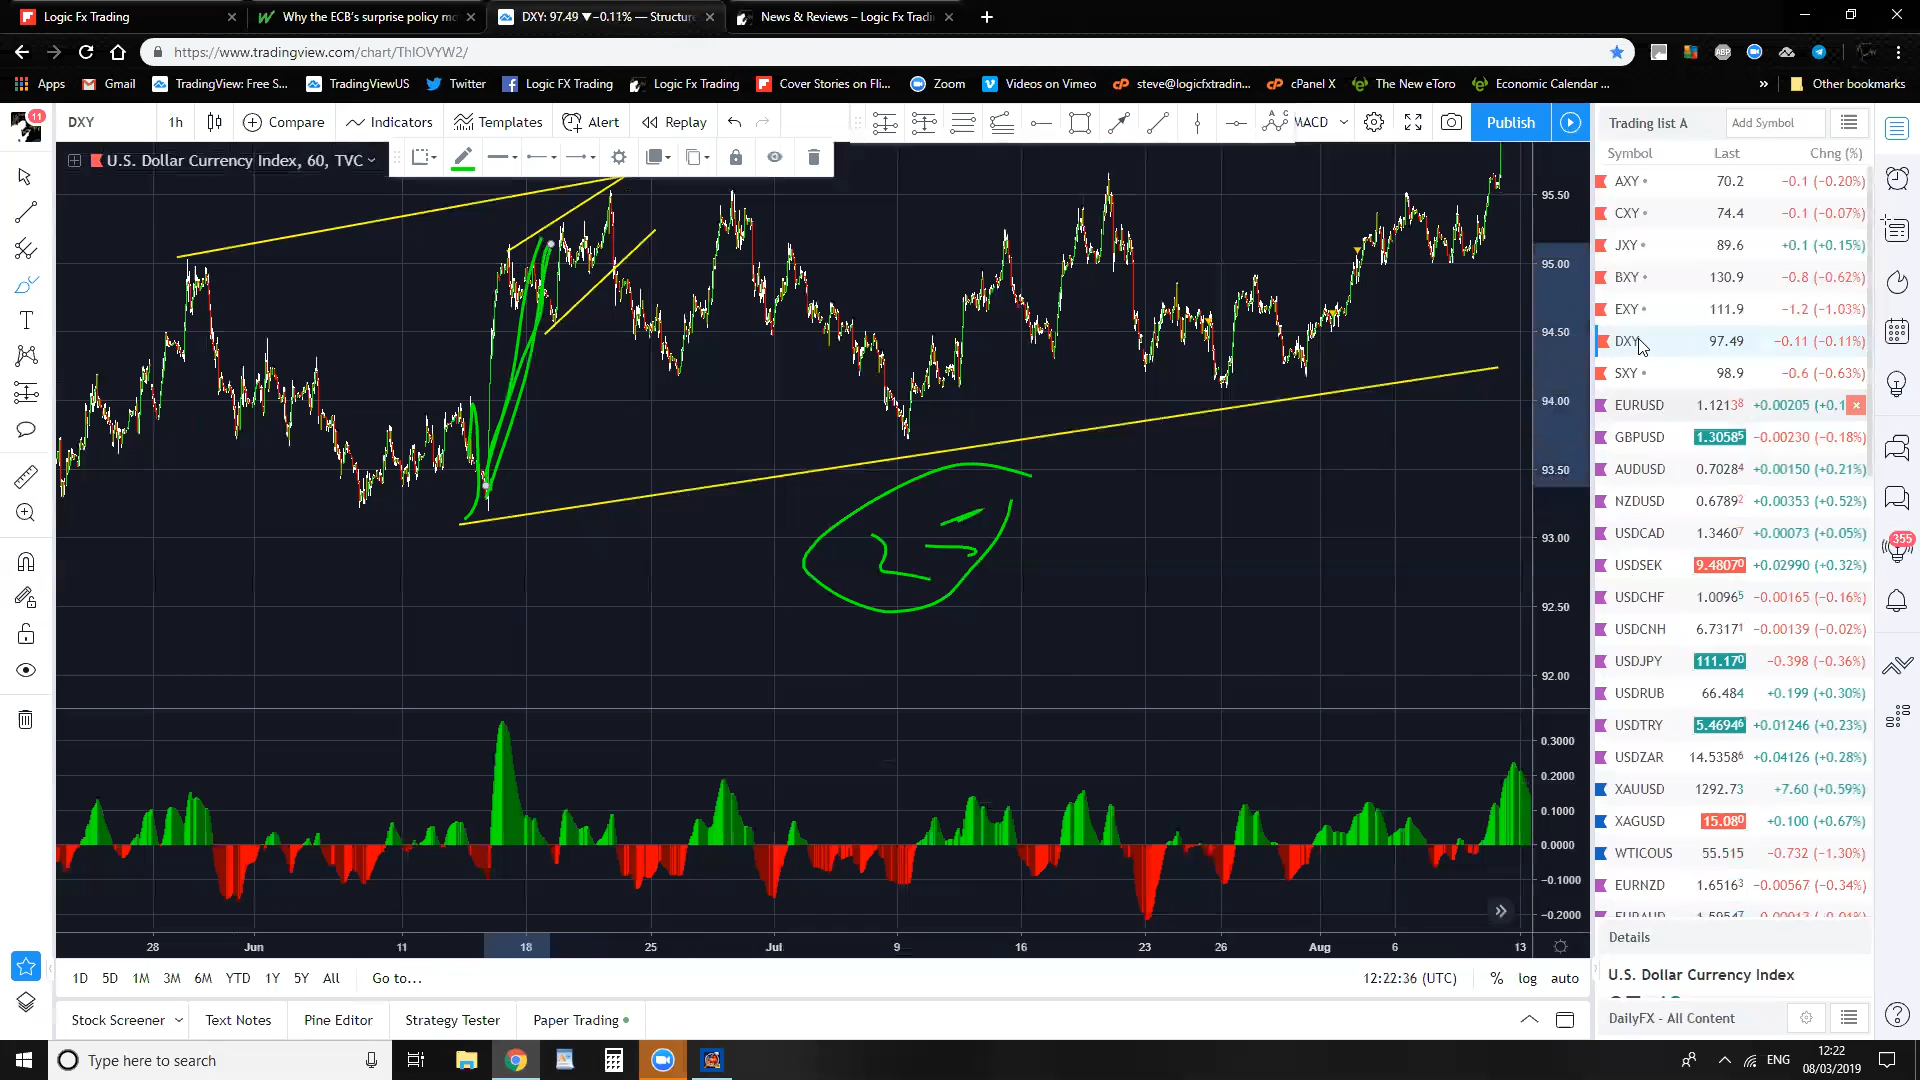 Logic Fx Trading
Why the ECB's surprise policy mo
DXY: 97.49 ▼−0.11% — Structure
News & Reviews – Logic Fx Tradi
https://www.tradingview.com/chart/ThIOVYW2/
Apps
Gmail
TradingView: Free S...
TradingViewUS
Twitter
Logic FX Trading
Logic Fx Trading
Cover Stories on Fli...
Zoom
Videos on Vimeo
steve@logicfxtradin...
cPanel X
The New eToro
Economic Calendar ...
Other bookmarks
11
DXY
1h
Compare
Indicators
Templates
Alert
Replay
MACD
Publish
U.S. Dollar Currency Index, 60, TVC
95.50
95.00
94.50
94.00
93.50
93.00
92.50
92.00
0.3000
0.2000
0.1000
0.0000
−0.1000
−0.2000
28 Jun 11 18 25 Jul 9 16 23 26 Aug 6 13
1D 5D 1M 3M 6M YTD 1Y 5Y All Go to...
12:22:36 (UTC) % log auto
Stock Screener Text Notes Pine Editor Strategy Tester Paper Trading
Trading list A
Add Symbol
Symbol Last Chng (%)
AXY 70.2 −0.1 (−0.20%)
CXY 74.4 −0.1 (−0.07%)
JXY 89.6 +0.1 (+0.15%)
BXY 130.9 −0.8 (−0.62%)
EXY 111.9 −1.2 (−1.03%)
DXY 97.49 −0.11 (−0.11%)
SXY 98.9 −0.6 (−0.63%)
EURUSD 1.12138 +0.00205 (+0.1
GBPUSD 1.30585 −0.00230 (−0.18%)
AUDUSD 0.70284 +0.00150 (+0.21%)
NZDUSD 0.67892 +0.00353 (+0.52%)
USDCAD 1.34607 +0.00073 (+0.05%)
USDSEK 9.48070 +0.02990 (+0.32%)
USDCHF 1.00965 −0.00165 (−0.16%)
USDCNH 6.73171 −0.00139 (−0.02%)
USDJPY 111.170 −0.398 (−0.36%)
USDRUB 66.484 +0.199 (+0.30%)
USDTRY 5.46946 +0.01246 (+0.23%)
USDZAR 14.53586 +0.04126 (+0.28%)
XAUUSD 1292.73 +7.60 (+0.59%)
XAGUSD 15.080 +0.100 (+0.67%)
WTICOUS 55.515 −0.732 (−1.30%)
EURNZD 1.65163 −0.00567 (−0.34%)
Details
U.S. Dollar Currency Index
DailyFX - All Content
355
Type here to search
ENG
12:22
08/03/2019